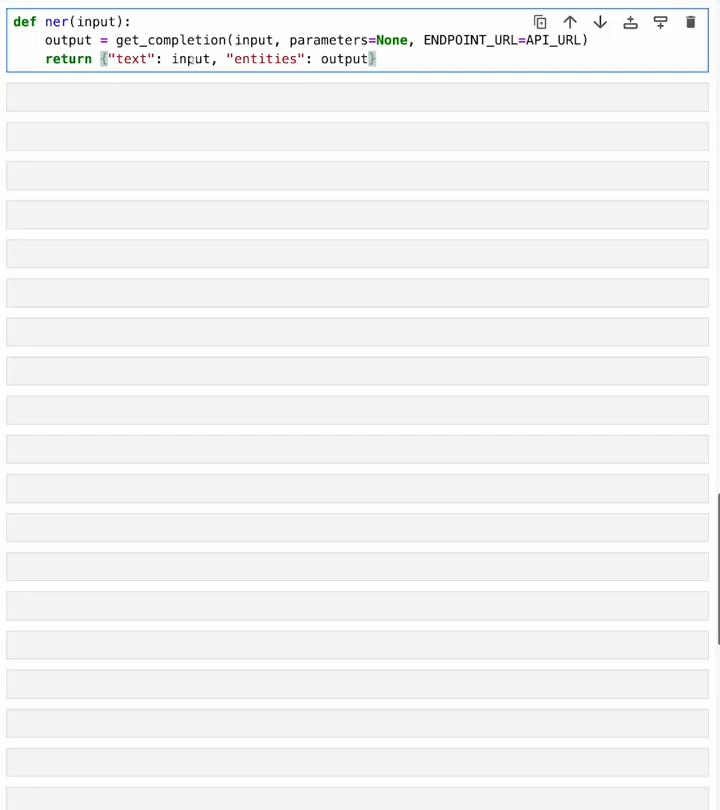 def ner(input):
    output = get_completion(input, parameters=None, ENDPOINT_URL=API_URL)
    return {"text": input, "entities": output}